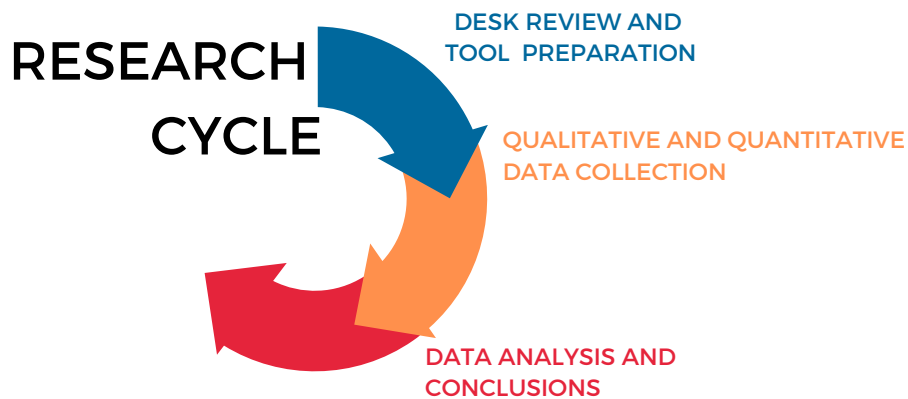 RESEARCH
CYCLE
DESK REVIEW AND
TOOL PREPARATION
QUALITATIVE AND QUANTITATIVE
DATA COLLECTION
DATA ANALYSIS AND
CONCLUSIONS